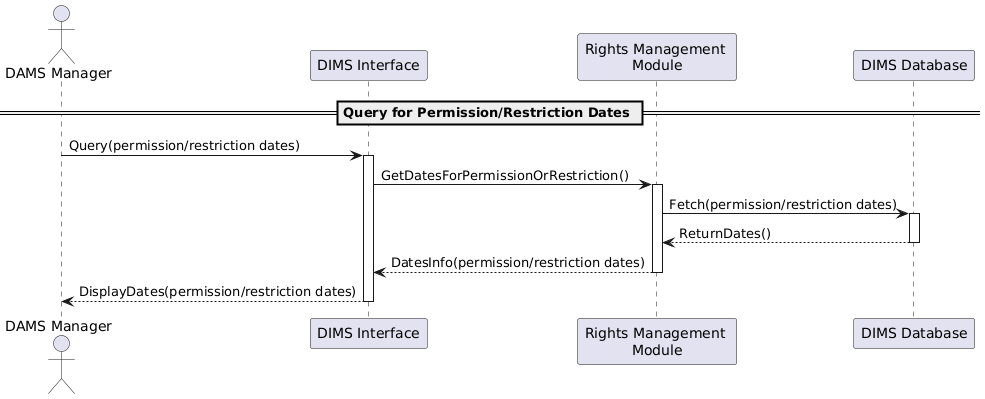 DAMS Manager
DIMS Interface
Rights Management
Module
DIMS Database
Query for Permission/Restriction Dates
Query(permission/restriction dates)
GetDatesForPermissionOrRestriction()
Fetch(permission/restriction dates)
ReturnDates()
DatesInfo(permission/restriction dates)
DisplayDates(permission/restriction dates)
DAMS Manager
DIMS Interface
Rights Management
Module
DIMS Database